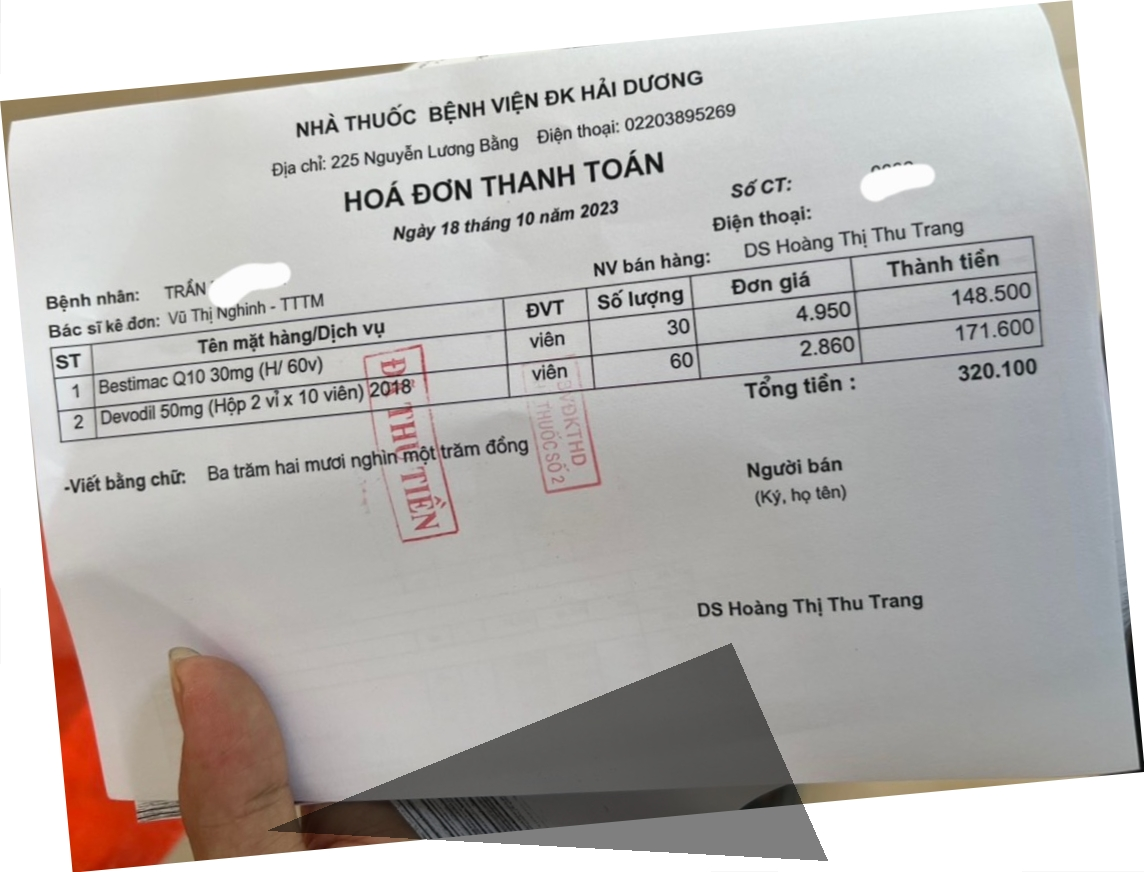 NHÀ THUỐC BỆNH VIỆN ĐK HẢI DƯƠNG
Địa chỉ: 225 Nguyễn Lương Bằng Điện thoại: 02203895269
HOÁ ĐƠN THANH TOÁN
Ngày 18 tháng 10 năm 2023
Số CT:
Điện thoại:
Bệnh nhân: TRẦN
NV bán hàng: DS Hoàng Thị Thu Trang
Bác sĩ kê đơn: Vũ Thị Nghinh - TTTM
ST Tên mặt hàng/Dịch vụ ĐVT Số lượng Đơn giá Thành tiền
1 Bestimac Q10 30mg (H/ 60v) viên 30 4.950 148.500
2 Devodil 50mg (Hộp 2 vỉ x 10 viên) 2018 viên 60 2.860 171.600
Tổng tiền : 320.100
-Viết bằng chữ: Ba trăm hai mươi nghìn một trăm đồng
ĐÃ THU TIỀN
BVĐKTHD
THUỐC SỐ 2
Người bán
(Ký, họ tên)
DS Hoàng Thị Thu Trang